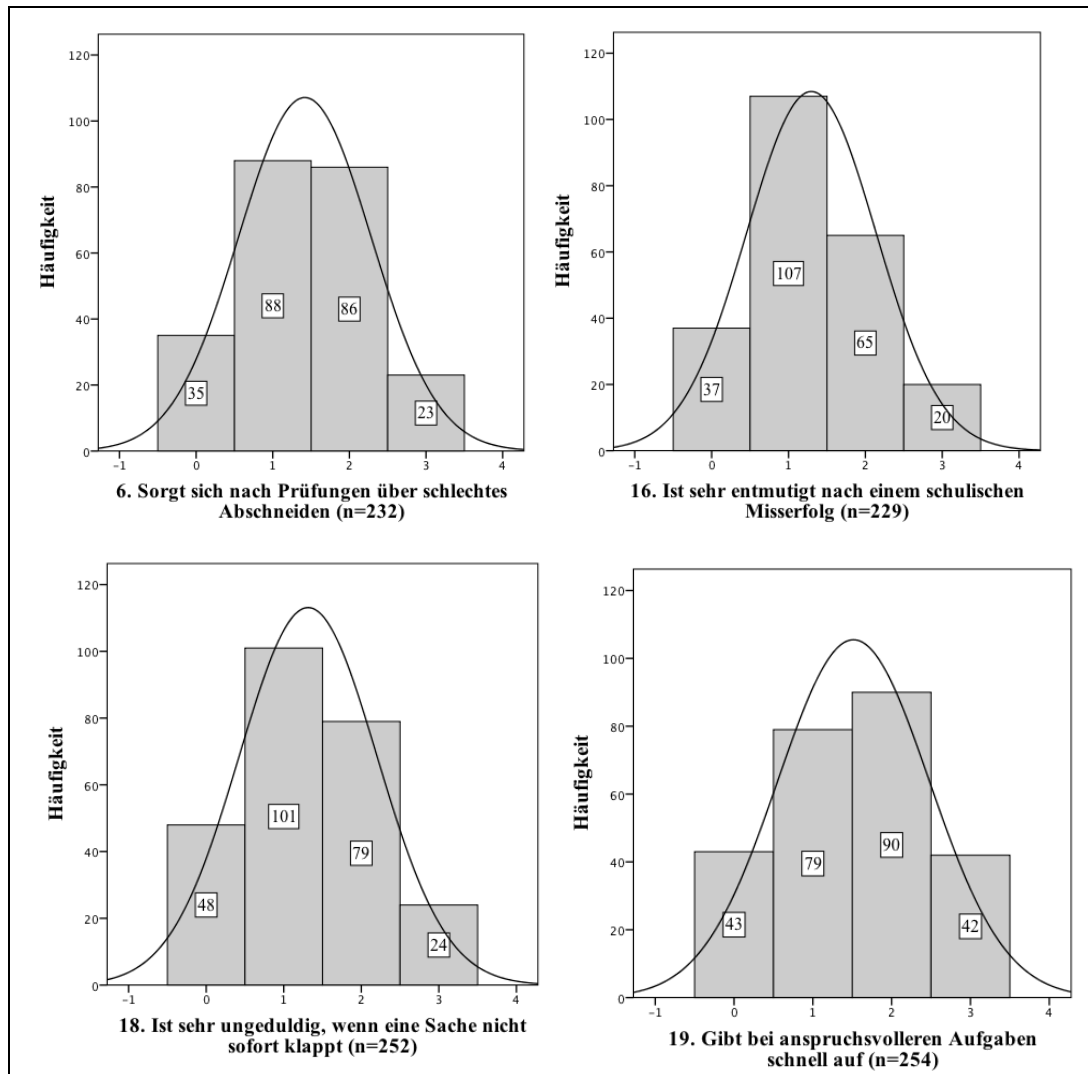 120
100
80
60
40
20
0
Häufigkeit
35
88
86
23
-1 0 1 2 3 4
6. Sorgt sich nach Prüfungen über schlechtes
Abschneiden (n=232)
120
100
80
60
40
20
0
Häufigkeit
37
107
65
20
-1 0 1 2 3 4
16. Ist sehr entmutigt nach einem schulischen
Misserfolg (n=229)
120
100
80
60
40
20
0
Häufigkeit
48
101
79
24
-1 0 1 2 3 4
18. Ist sehr ungeduldig, wenn eine Sache nicht
sofort klappt (n=252)
120
100
80
60
40
20
0
Häufigkeit
43
79
90
42
-1 0 1 2 3 4
19. Gibt bei anspruchsvolleren Aufgaben
schnell auf (n=254)